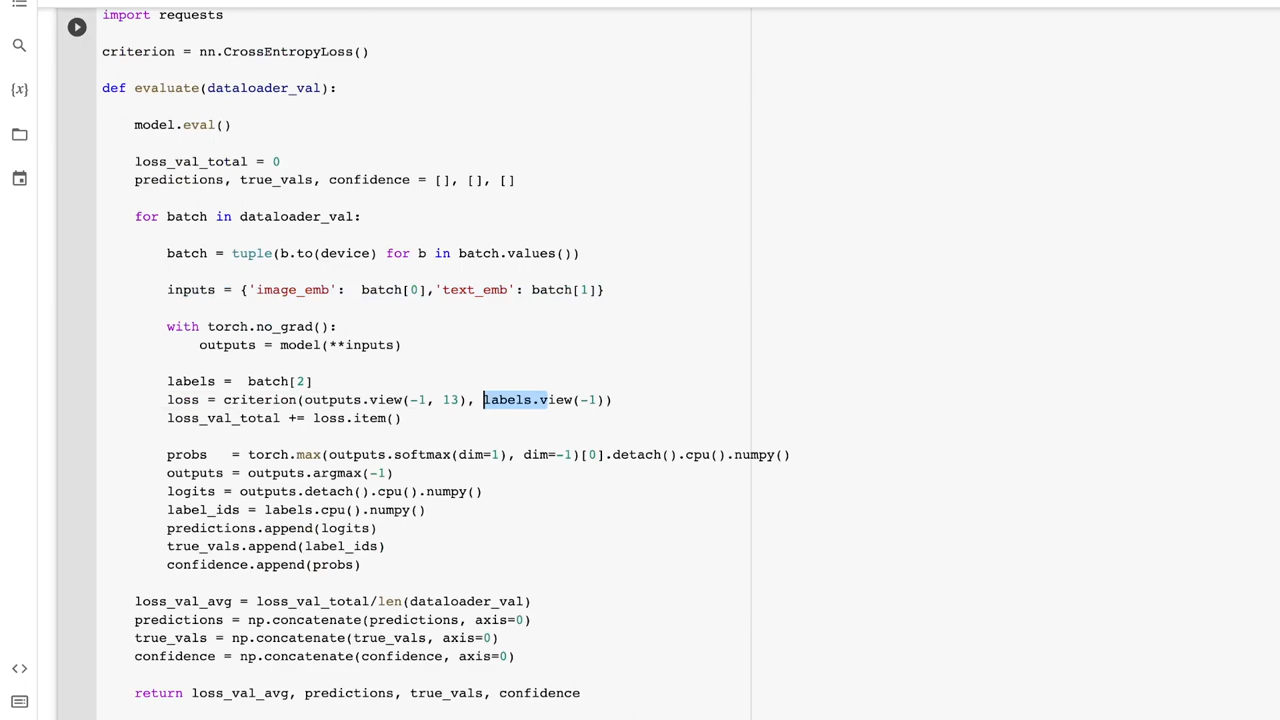 import requests
criterion = nn.CrossEntropyLoss()
def evaluate(dataloader_val):
model.eval()
loss_val_total = 0
predictions, true_vals, confidence = [], [], []
for batch in dataloader_val:
batch = tuple(b.to(device) for b in batch.values())
inputs = {'image_emb':  batch[0],'text_emb': batch[1]}
with torch.no_grad():
outputs = model(**inputs)
labels =  batch[2]
loss = criterion(outputs.view(-1, 13), labels.view(-1))
loss_val_total += loss.item()
probs   = torch.max(outputs.softmax(dim=1), dim=-1)[0].detach().cpu().numpy()
outputs = outputs.argmax(-1)
logits = outputs.detach().cpu().numpy()
label_ids = labels.cpu().numpy()
predictions.append(logits)
true_vals.append(label_ids)
confidence.append(probs)
loss_val_avg = loss_val_total/len(dataloader_val)
predictions = np.concatenate(predictions, axis=0)
true_vals = np.concatenate(true_vals, axis=0)
confidence = np.concatenate(confidence, axis=0)
return loss_val_avg, predictions, true_vals, confidence
{x}
<>